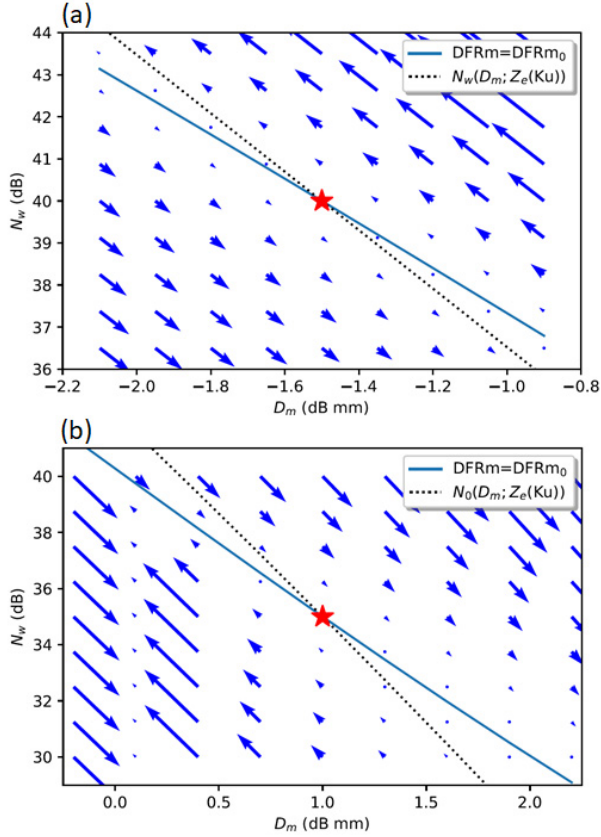 (a)
44
43
42
41
40
39
38
37
36
N_w (dB)
DFRm=DFRm₀
N_w(D_m; Z_e(Ku))
−2.2 −2.0 −1.8 −1.6 −1.4 −1.2 −1.0 −0.8
D_m (dB mm)
(b)
40
38
36
34
32
30
N_w (dB)
DFRm=DFRm₀
N₀(D_m; Z_e(Ku))
0.0 0.5 1.0 1.5 2.0
D_m (dB mm)